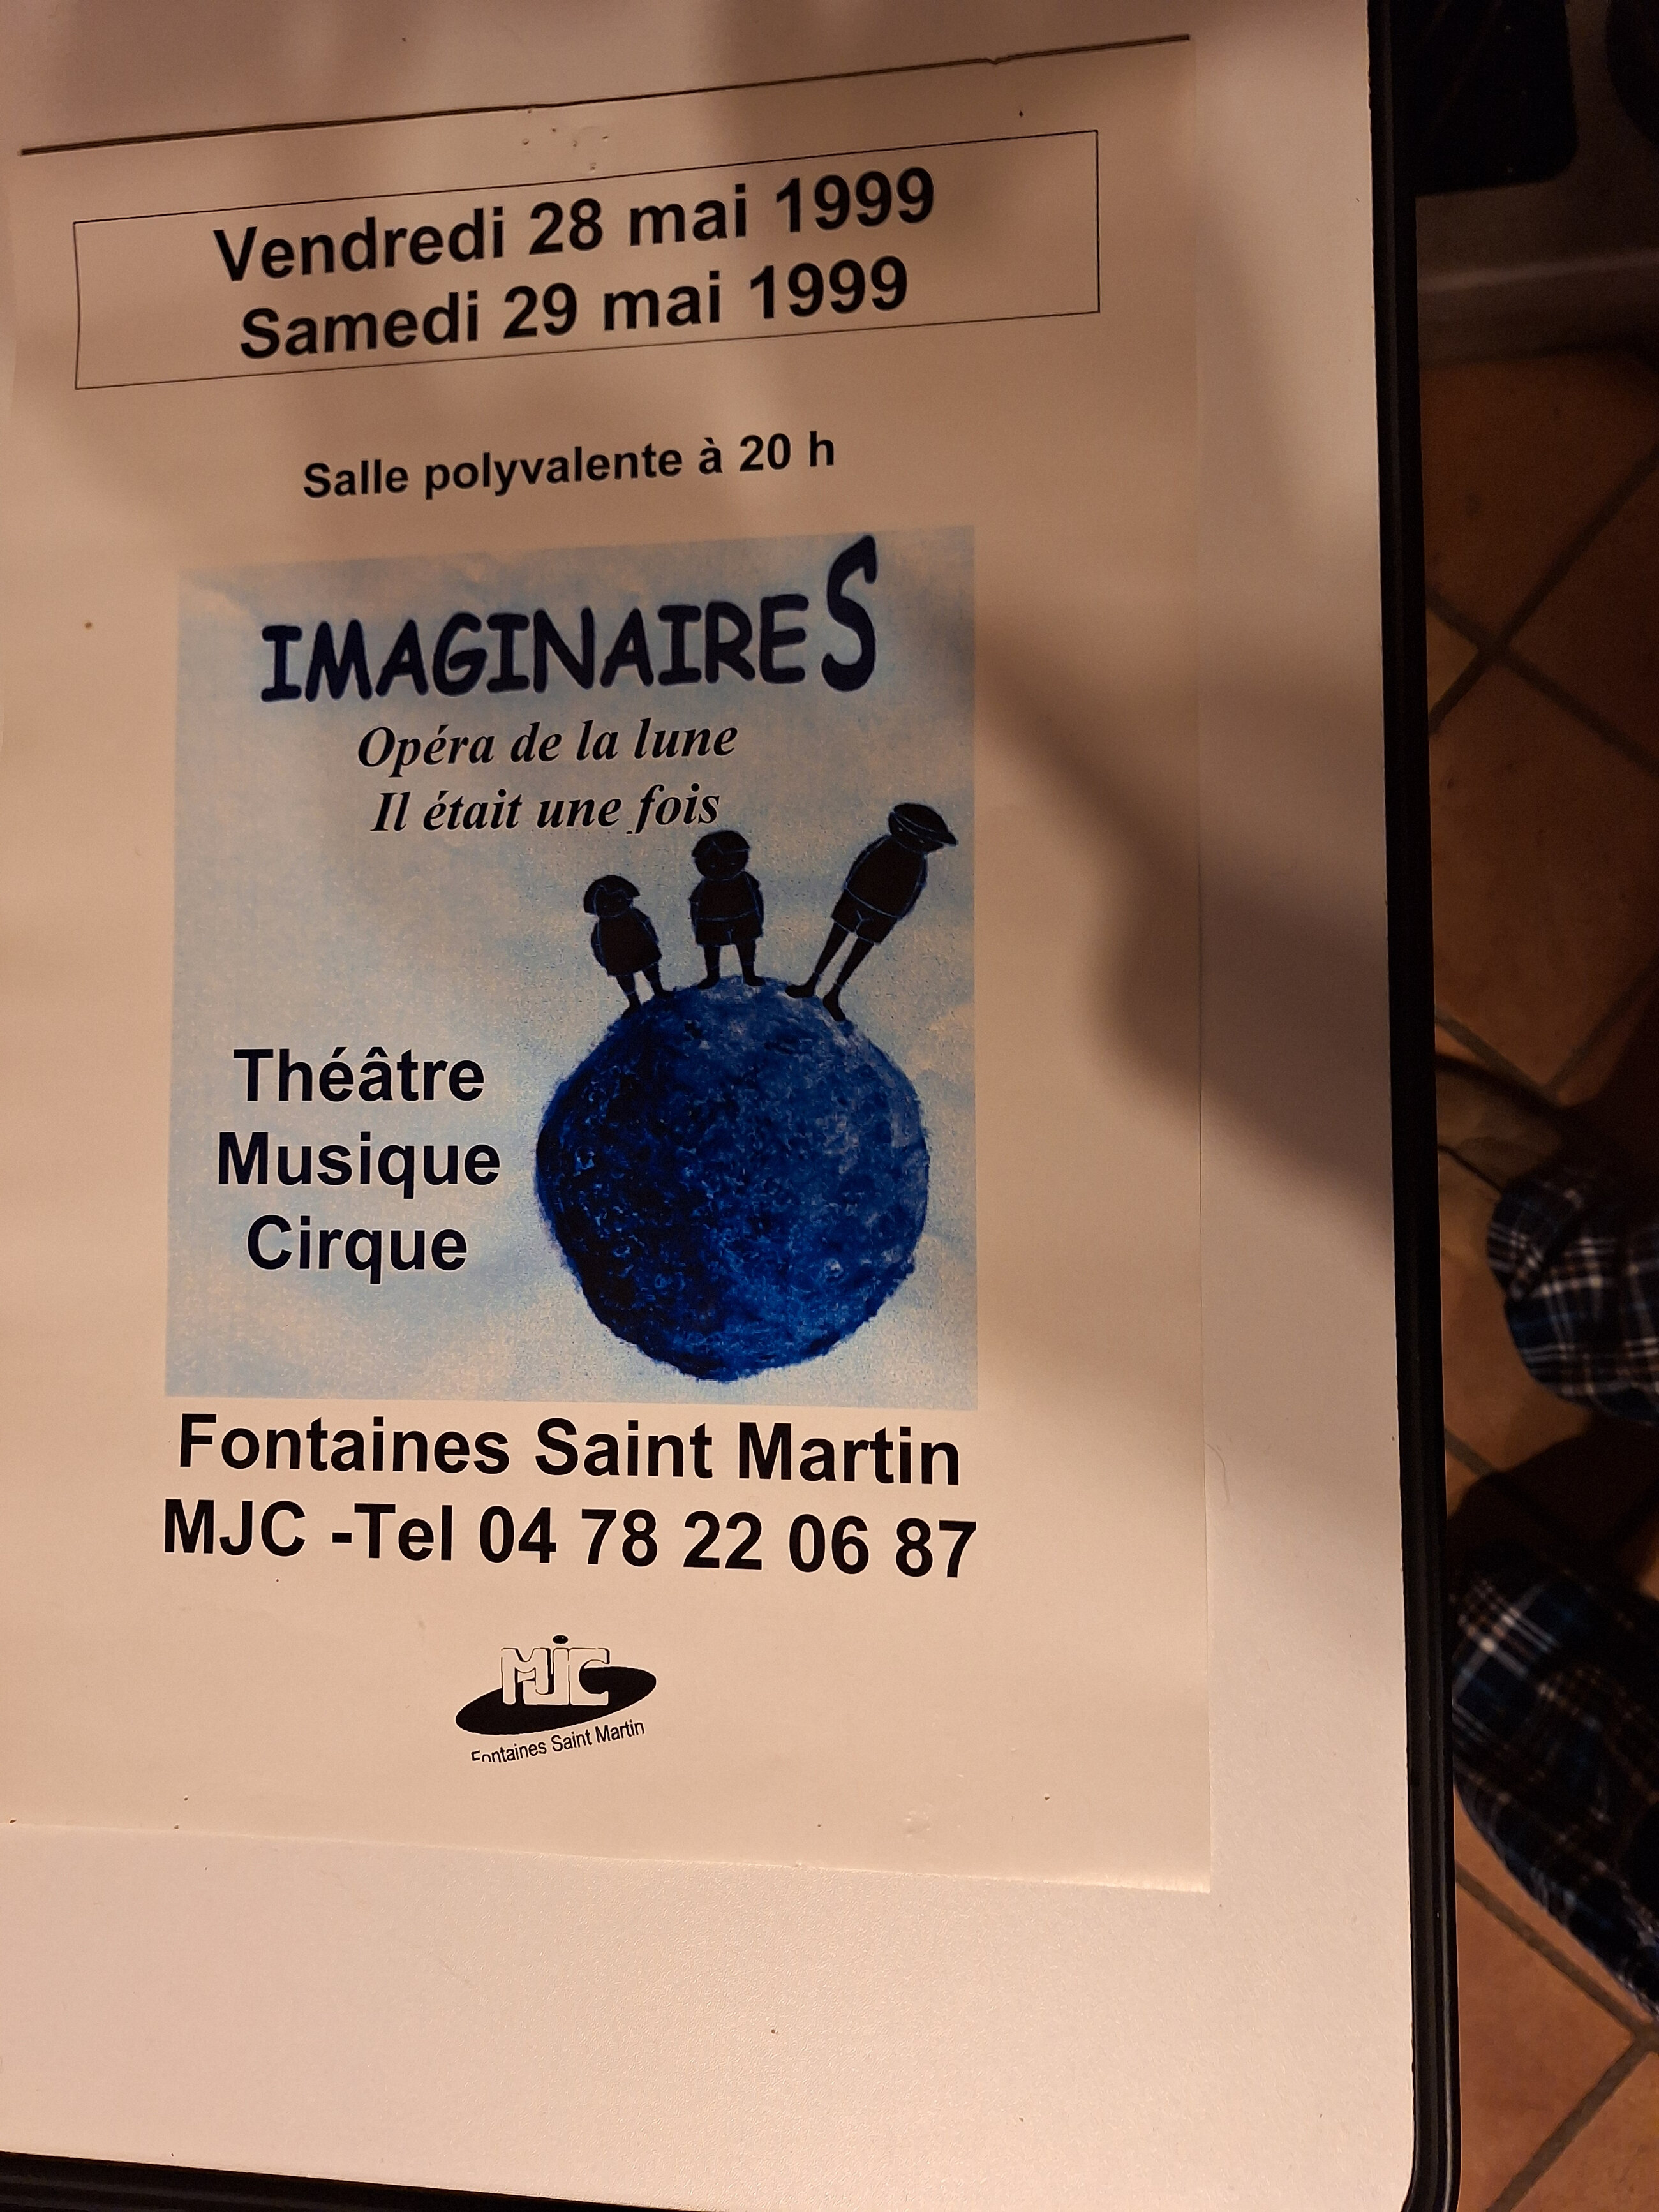 Vendredi 28 mai 1999
Samedi 29 mai 1999
Salle polyvalente à 20 h
IMAGINAIRES
Opéra de la lune
Il était une fois
Théâtre
Musique
Cirque
Fontaines Saint Martin
MJC -Tel 04 78 22 06 87
MJC
Fontaines Saint Martin